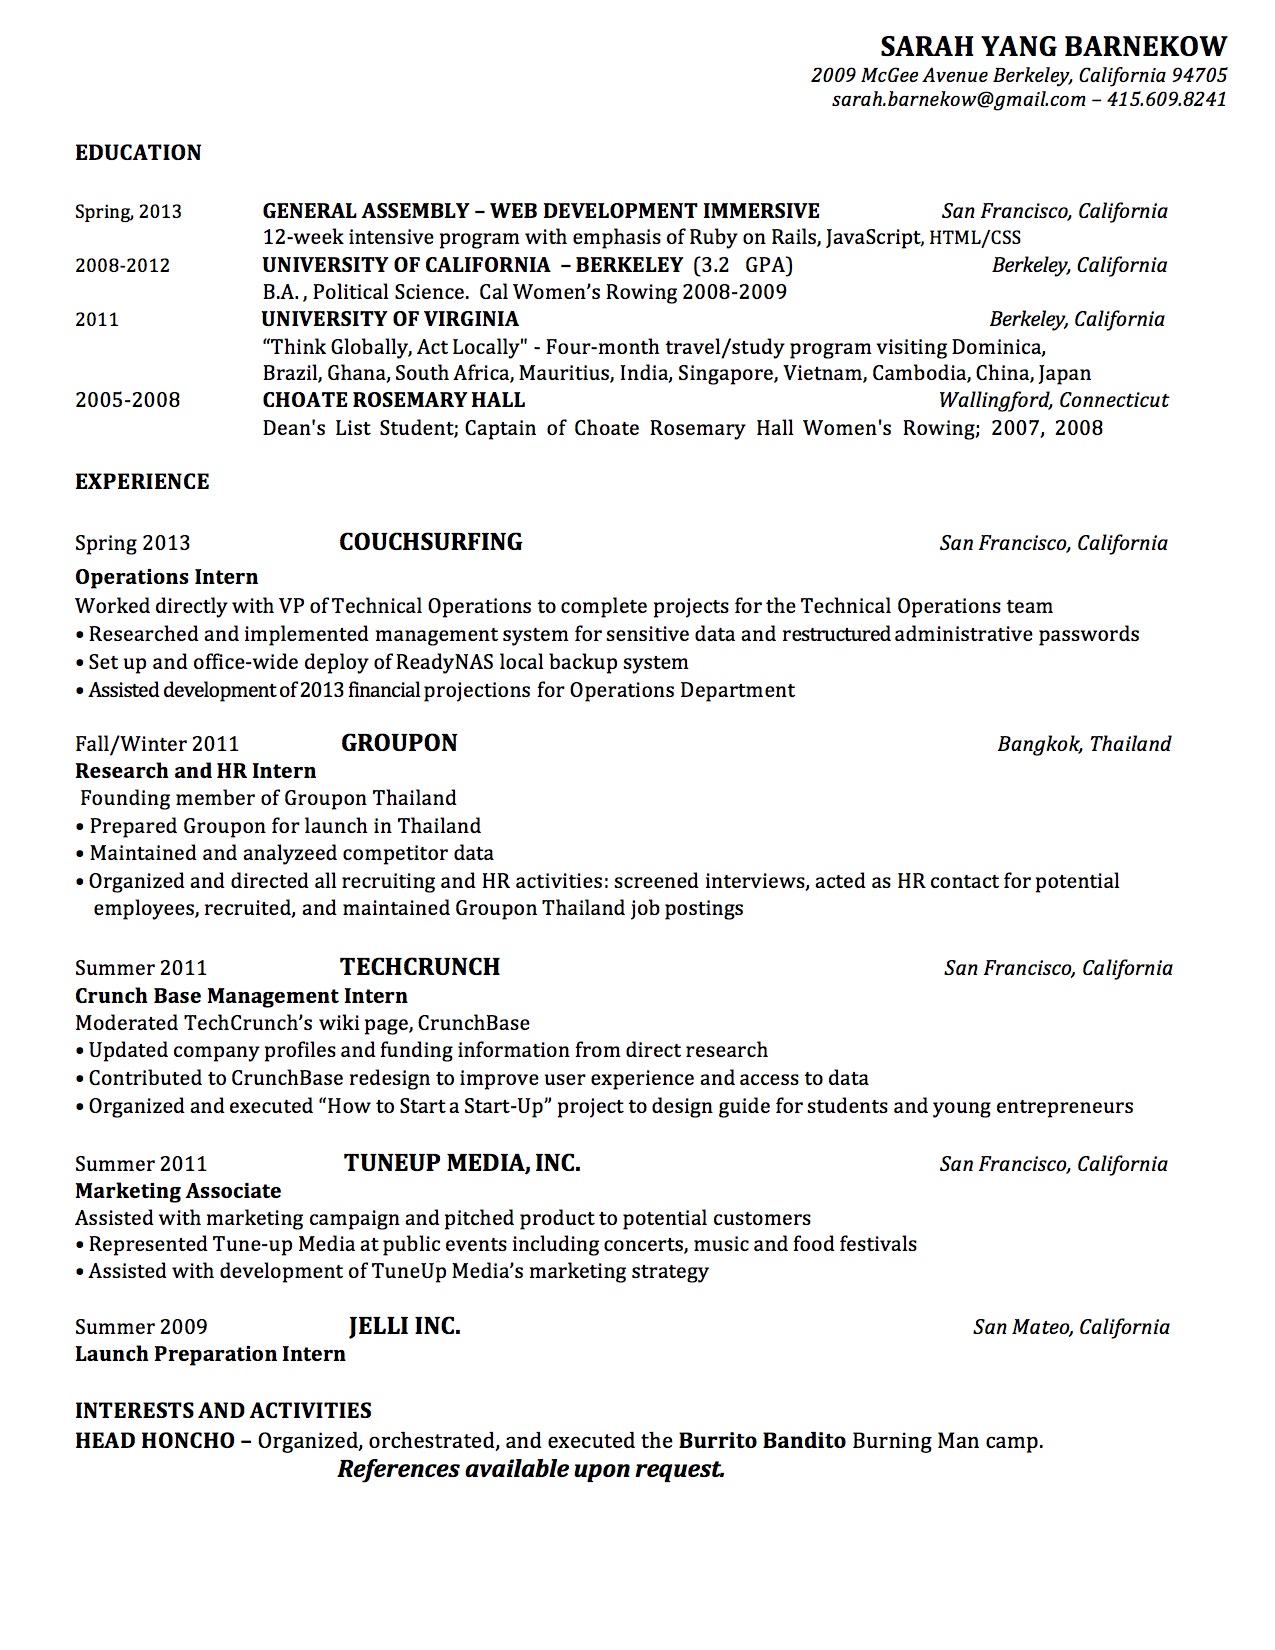 SARAH YANG BARNEKOW
2009 McGee Avenue Berkeley, California 94705
sarah.barnekow@gmail.com – 415.609.8241
EDUCATION
Spring, 2013 GENERAL ASSEMBLY – WEB DEVELOPMENT IMMERSIVE San Francisco, California
12-week intensive program with emphasis of Ruby on Rails, JavaScript, HTML/CSS
2008-2012 UNIVERSITY OF CALIFORNIA – BERKELEY (3.2 GPA) Berkeley, California
B.A. , Political Science. Cal Women’s Rowing 2008-2009
2011 UNIVERSITY OF VIRGINIA Berkeley, California
“Think Globally, Act Locally" - Four-month travel/study program visiting Dominica,
Brazil, Ghana, South Africa, Mauritius, India, Singapore, Vietnam, Cambodia, China, Japan
2005-2008 CHOATE ROSEMARY HALL Wallingford, Connecticut
Dean's List Student; Captain of Choate Rosemary Hall Women's Rowing; 2007, 2008
EXPERIENCE
Spring 2013 COUCHSURFING San Francisco, California
Operations Intern
Worked directly with VP of Technical Operations to complete projects for the Technical Operations team
• Researched and implemented management system for sensitive data and restructured administrative passwords
• Set up and office-wide deploy of ReadyNAS local backup system
• Assisted development of 2013 financial projections for Operations Department
Fall/Winter 2011 GROUPON Bangkok, Thailand
Research and HR Intern
Founding member of Groupon Thailand
• Prepared Groupon for launch in Thailand
• Maintained and analyzeed competitor data
• Organized and directed all recruiting and HR activities: screened interviews, acted as HR contact for potential
employees, recruited, and maintained Groupon Thailand job postings
Summer 2011 TECHCRUNCH San Francisco, California
Crunch Base Management Intern
Moderated TechCrunch’s wiki page, CrunchBase
• Updated company profiles and funding information from direct research
• Contributed to CrunchBase redesign to improve user experience and access to data
• Organized and executed “How to Start a Start-Up” project to design guide for students and young entrepreneurs
Summer 2011 TUNEUP MEDIA, INC. San Francisco, California
Marketing Associate
Assisted with marketing campaign and pitched product to potential customers
• Represented Tune-up Media at public events including concerts, music and food festivals
• Assisted with development of TuneUp Media’s marketing strategy
Summer 2009 JELLI INC. San Mateo, California
Launch Preparation Intern
INTERESTS AND ACTIVITIES
HEAD HONCHO – Organized, orchestrated, and executed the Burrito Bandito Burning Man camp.
References available upon request.